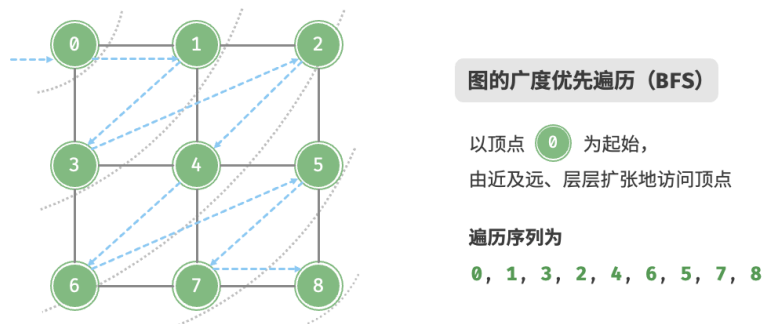 0 1 2
3 4 5
6 7 8
图的广度优先遍历（BFS）
以顶点 0 为起始，
由近及远、层层扩张地访问顶点
遍历序列为
0, 1, 3, 2, 4, 6, 5, 7, 8